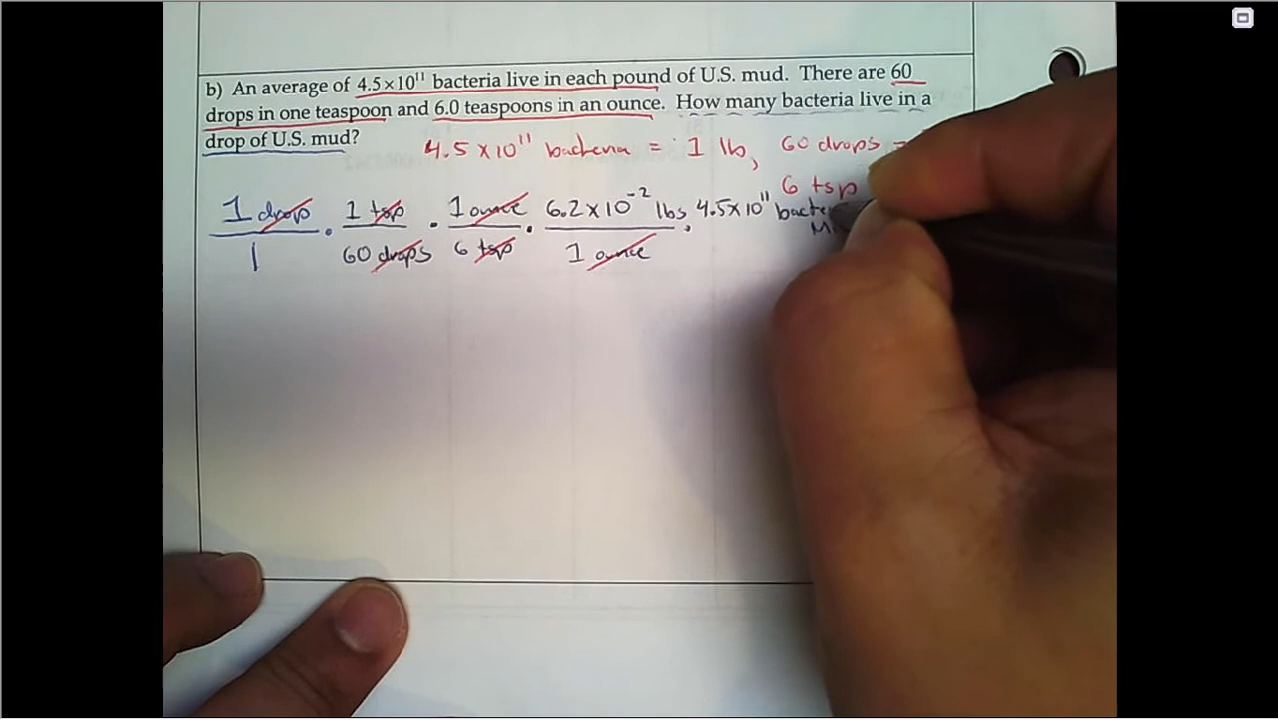 b) An average of 4.5×10¹¹ bacteria live in each pound of U.S. mud. There are 60
drops in one teaspoon and 6.0 teaspoons in an ounce. How many bacteria live in a
drop of U.S. mud?
4.5 × 10¹¹ bacteria = 1 lb, 60 drops =
6 tsp
1 drop 1 tsp 1 ounce 6.2 × 10⁻² lbs 4.5×10¹¹
1 60 drops 6 tsp 1 ounce